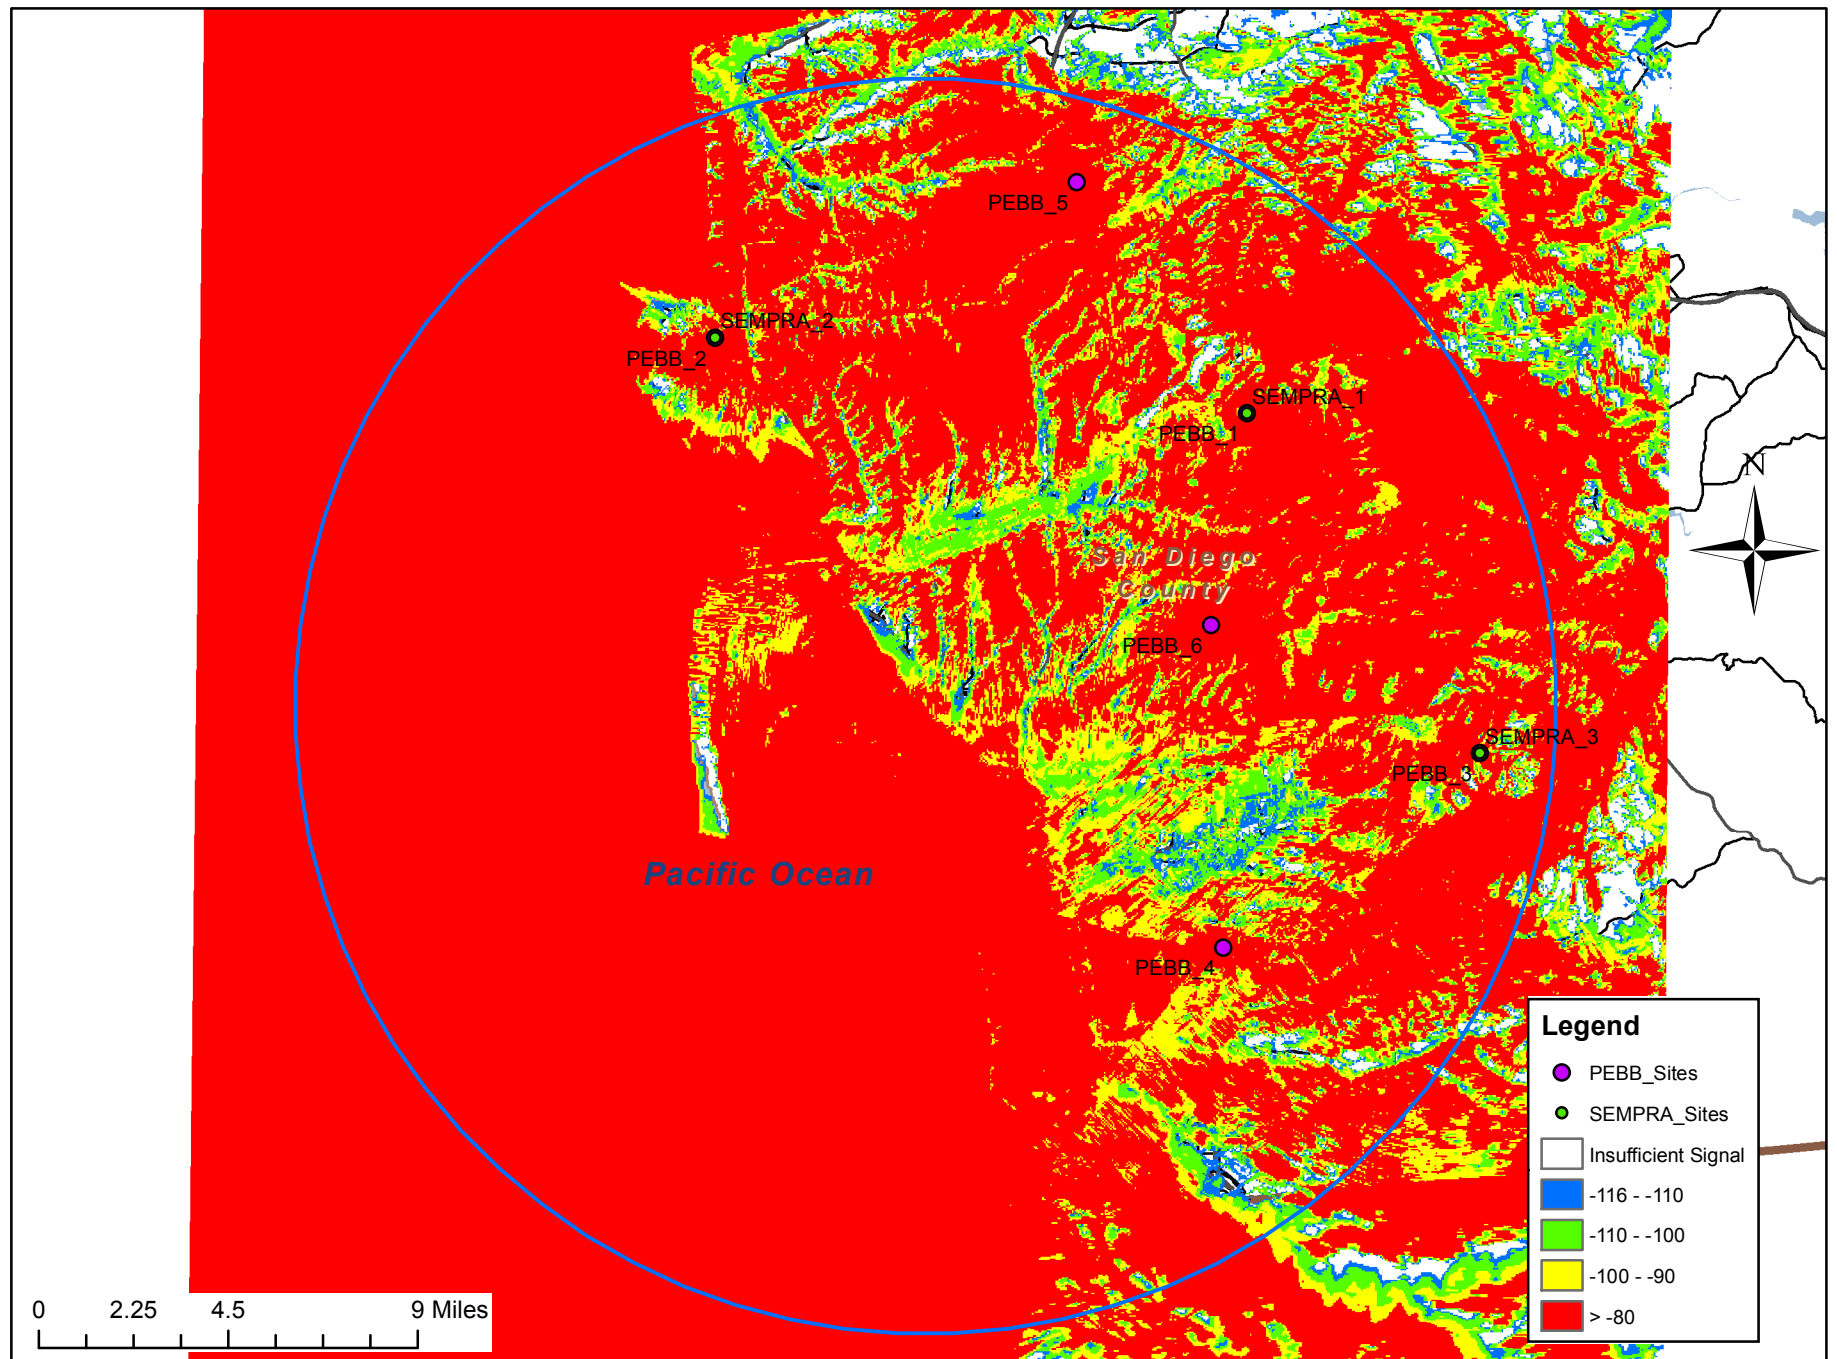 PEBB_5
SEMPRA_2
PEBB_2
SEMPRA_1
PEBB_1
N
San Diego
County
PEBB_6
SEMPRA_3
PEBB_3
Pacific Ocean
PEBB_4
Legend
PEBB_Sites
SEMPRA_Sites
Insufficient Signal
-116 - -110
-110 - -100
-100 - -90
> -80
0 2.25 4.5 9 Miles